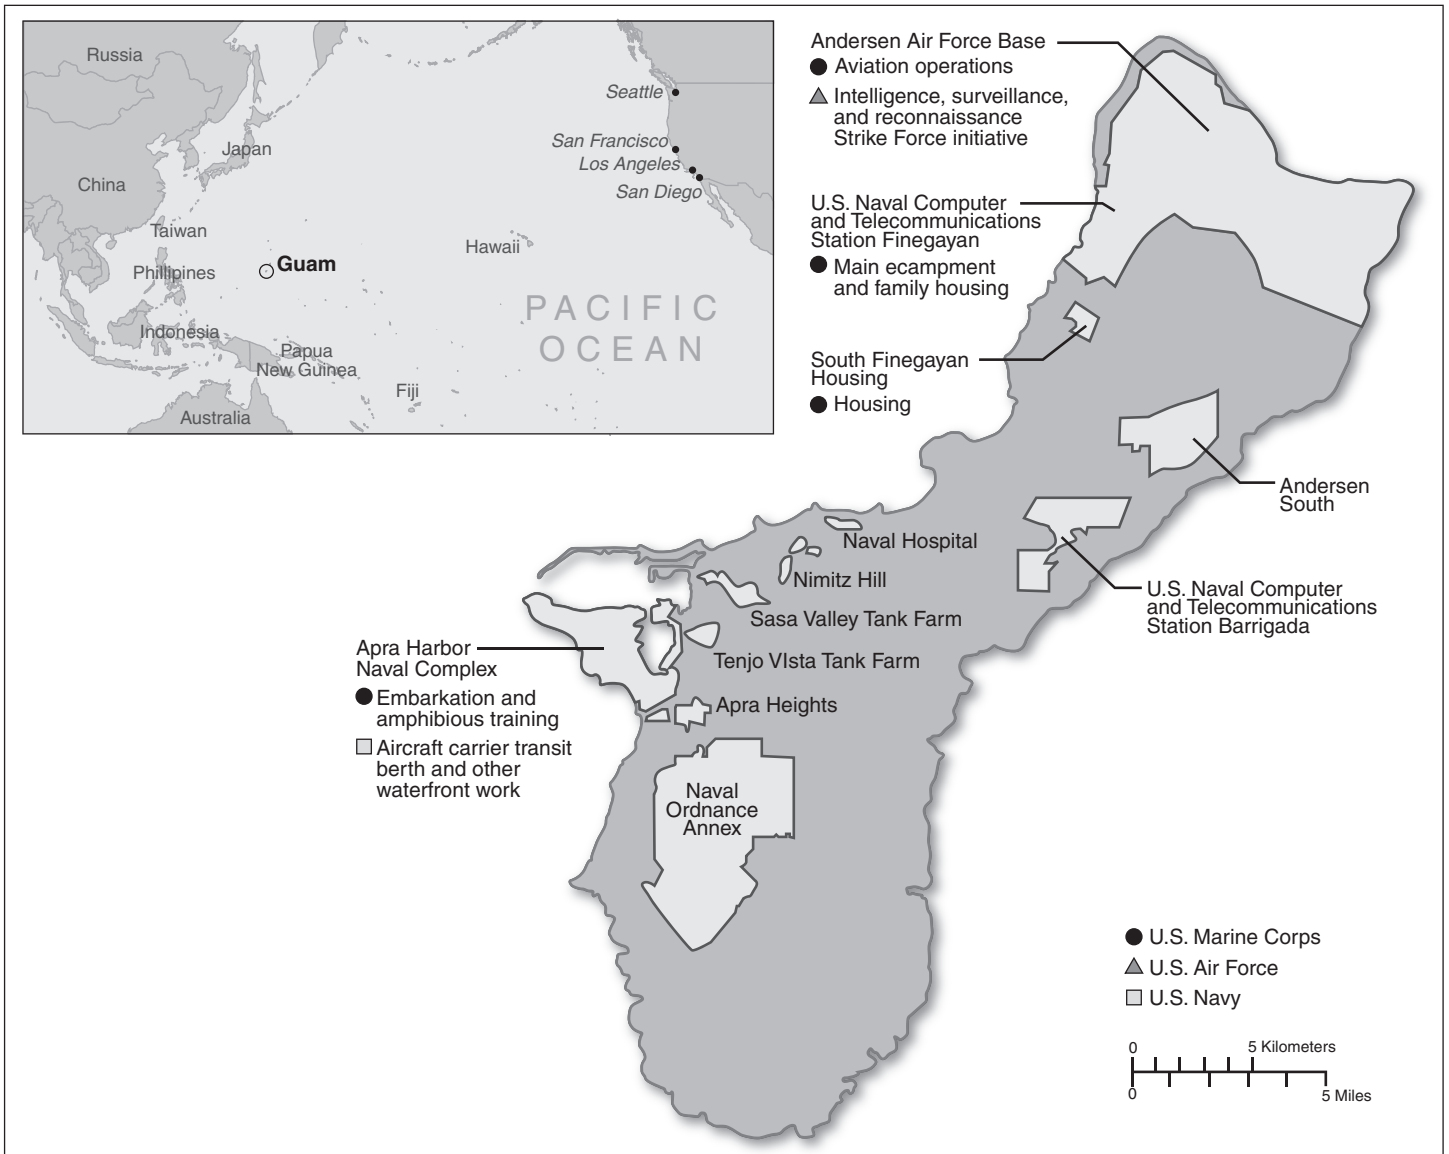 Russia
Japan
China
Taiwan
Phillipines
Guam
Indonesia
Papua
New Guinea
Australia
Fiji
Hawaii
Seattle
San Francisco
Los Angeles
San Diego
PACIFIC
OCEAN
Andersen Air Force Base
Aviation operations
Intelligence, surveillance,
and reconnaissance
Strike Force initiative
U.S. Naval Computer
and Telecommunications
Station Finegayan
Main ecampment
and family housing
South Finegayan
Housing
Housing
Andersen
South
U.S. Naval Computer
and Telecommunications
Station Barrigada
Naval Hospital
Nimitz Hill
Sasa Valley Tank Farm
Tenjo VIsta Tank Farm
Apra Heights
Apra Harbor
Naval Complex
Embarkation and
amphibious training
Aircraft carrier transit
berth and other
waterfront work
Naval
Ordnance
Annex
U.S. Marine Corps
U.S. Air Force
U.S. Navy
0 5 Kilometers
0 5 Miles